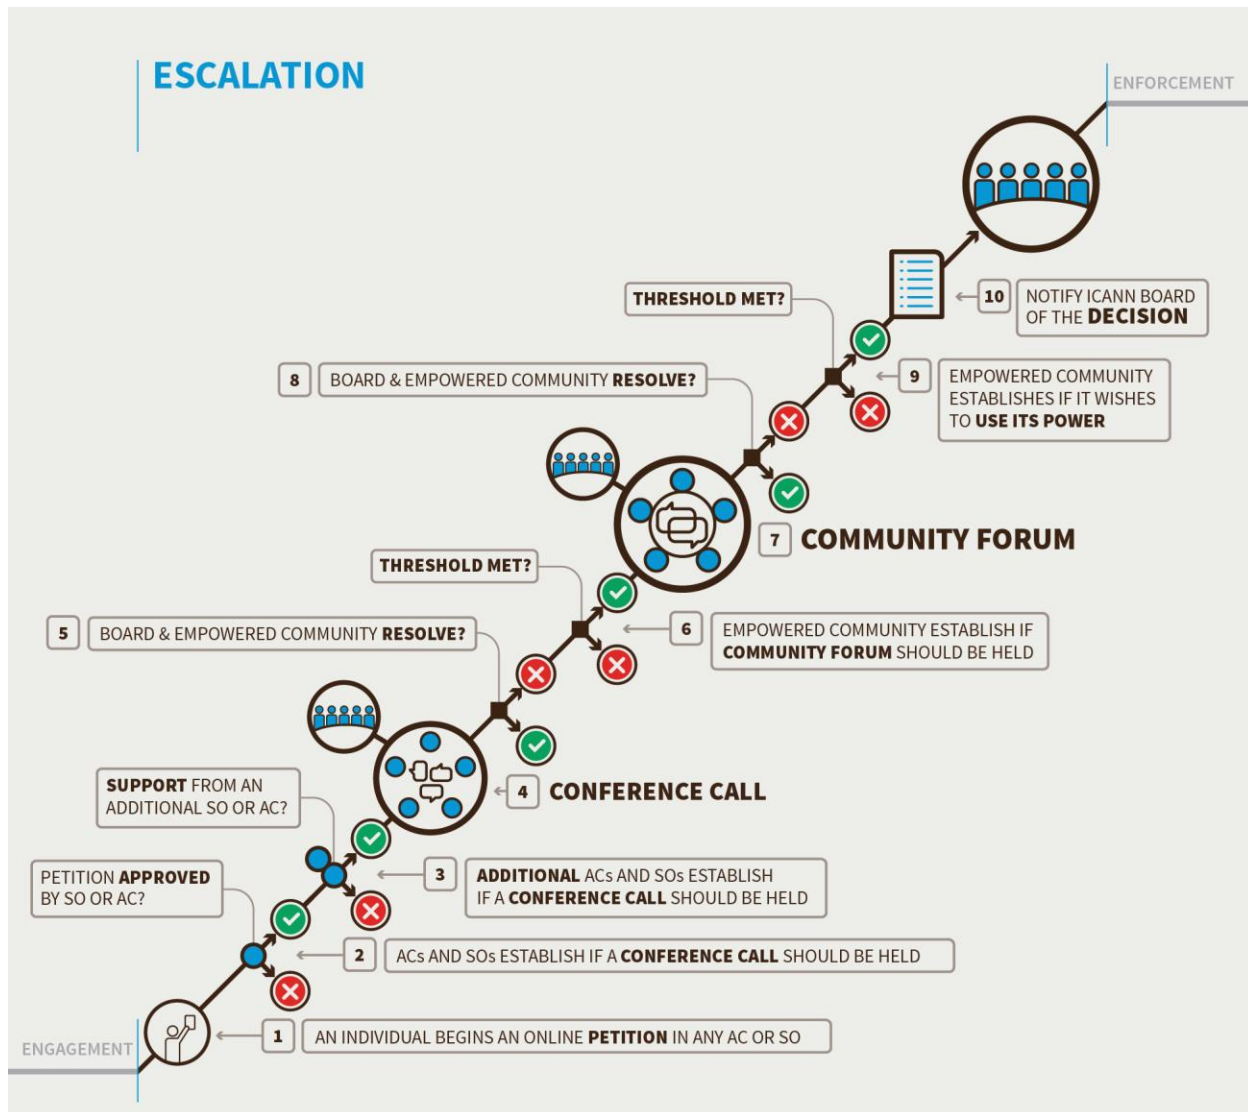 ESCALATION
ENFORCEMENT
THRESHOLD MET?
10
NOTIFY ICANN BOARD
OF THE DECISION
8
BOARD & EMPOWERED COMMUNITY RESOLVE?
9
EMPOWERED COMMUNITY
ESTABLISHES IF IT WISHES
TO USE ITS POWER
7
COMMUNITY FORUM
THRESHOLD MET?
5
BOARD & EMPOWERED COMMUNITY RESOLVE?
6
EMPOWERED COMMUNITY ESTABLISH IF
COMMUNITY FORUM SHOULD BE HELD
4
CONFERENCE CALL
SUPPORT FROM AN
ADDITIONAL SO OR AC?
3
ADDITIONAL ACs AND SOs ESTABLISH
IF A CONFERENCE CALL SHOULD BE HELD
PETITION APPROVED
BY SO OR AC?
2
ACs AND SOs ESTABLISH IF A CONFERENCE CALL SHOULD BE HELD
1
AN INDIVIDUAL BEGINS AN ONLINE PETITION IN ANY AC OR SO
ENGAGEMENT